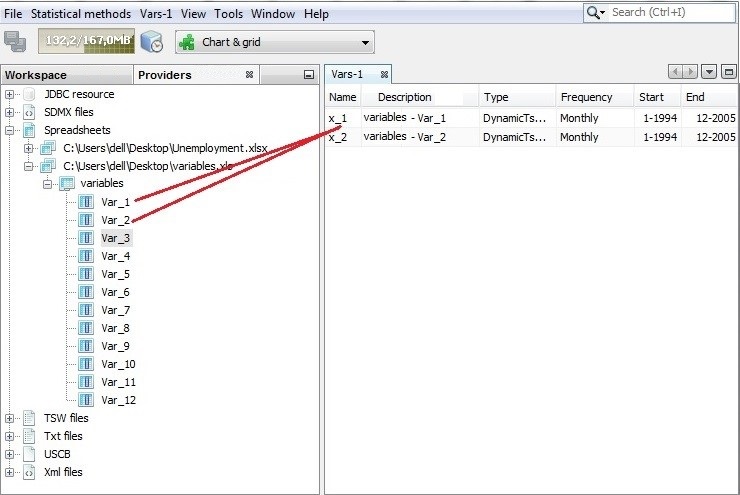 File Statistical methods Vars-1 View Tools Window Help
Search (Ctrl+I)
132,2/167,0MB
Chart & grid
Workspace
Providers
JDBC resource
SDMX files
Spreadsheets
C:\Users\dell\Desktop\Unemployment.xlsx
C:\Users\dell\Desktop\variables.xls
variables
Var_1
Var_2
Var_3
Var_4
Var_5
Var_6
Var_7
Var_8
Var_9
Var_10
Var_11
Var_12
TSW files
Txt files
USCB
Xml files
Vars-1
Name Description Type Frequency Start End
x_1 variables - Var_1 DynamicTs... Monthly 1-1994 12-2005
x_2 variables - Var_2 DynamicTs... Monthly 1-1994 12-2005